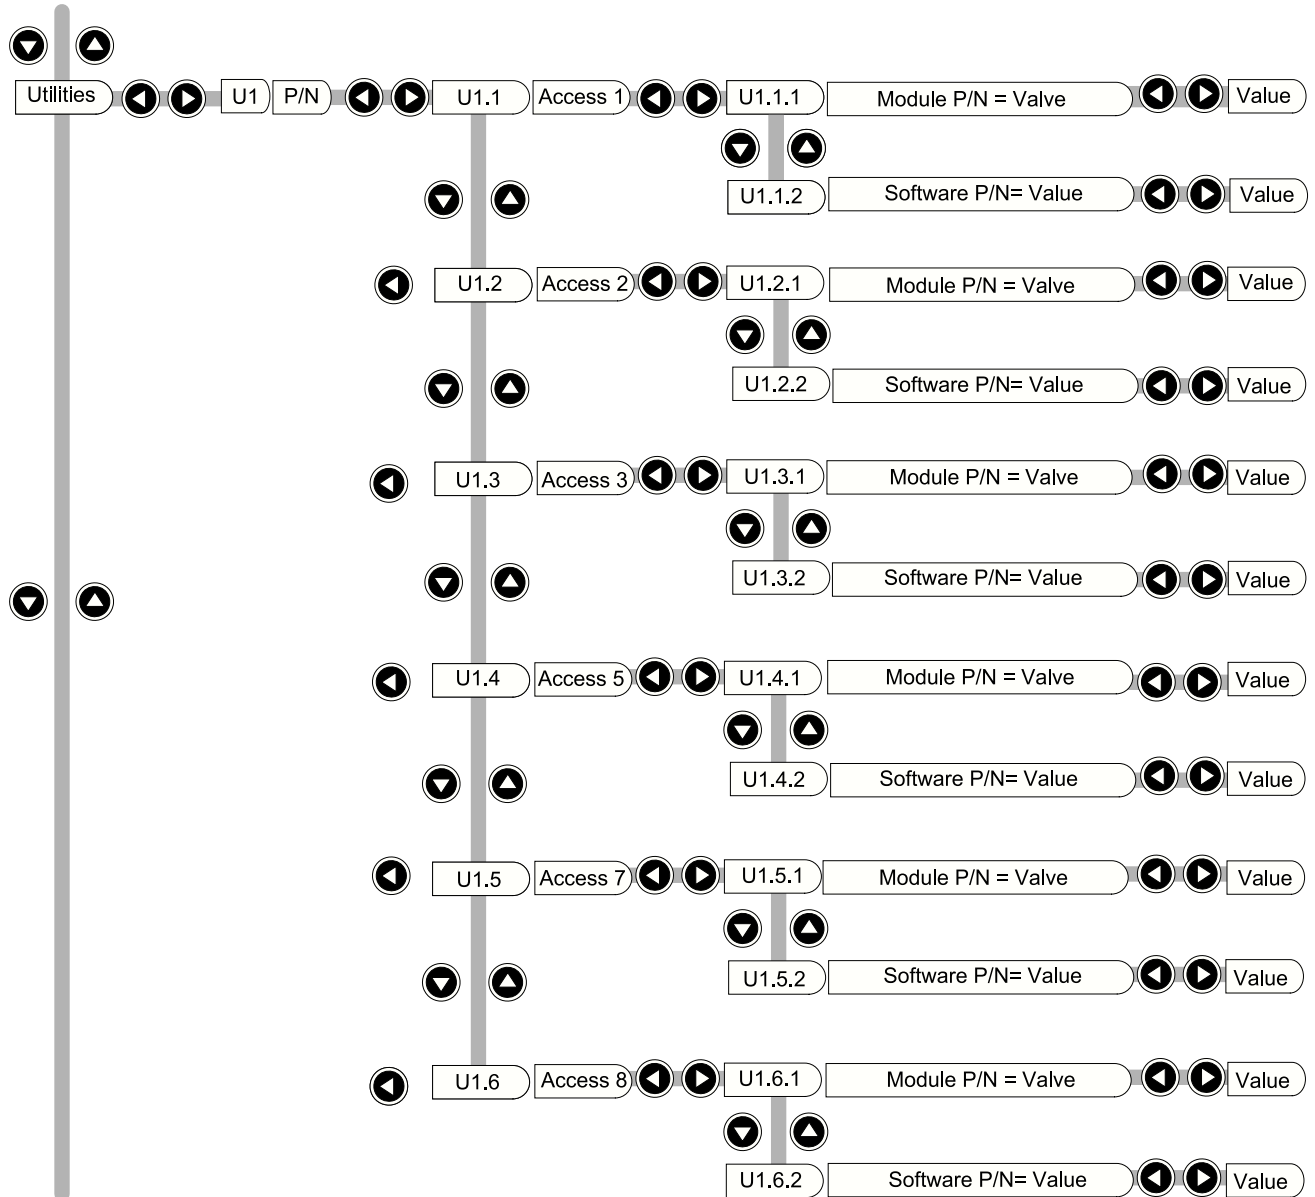 Utilities U1 P/N U1.1 Access 1 U1.1.1 Module P/N = Valve Value
U1.1.2 Software P/N= Value Value
U1.2 Access 2 U1.2.1 Module P/N = Valve Value
U1.2.2 Software P/N= Value Value
U1.3 Access 3 U1.3.1 Module P/N = Valve Value
U1.3.2 Software P/N= Value Value
U1.4 Access 5 U1.4.1 Module P/N = Valve Value
U1.4.2 Software P/N= Value Value
U1.5 Access 7 U1.5.1 Module P/N = Valve Value
U1.5.2 Software P/N= Value Value
U1.6 Access 8 U1.6.1 Module P/N = Valve Value
U1.6.2 Software P/N= Value Value